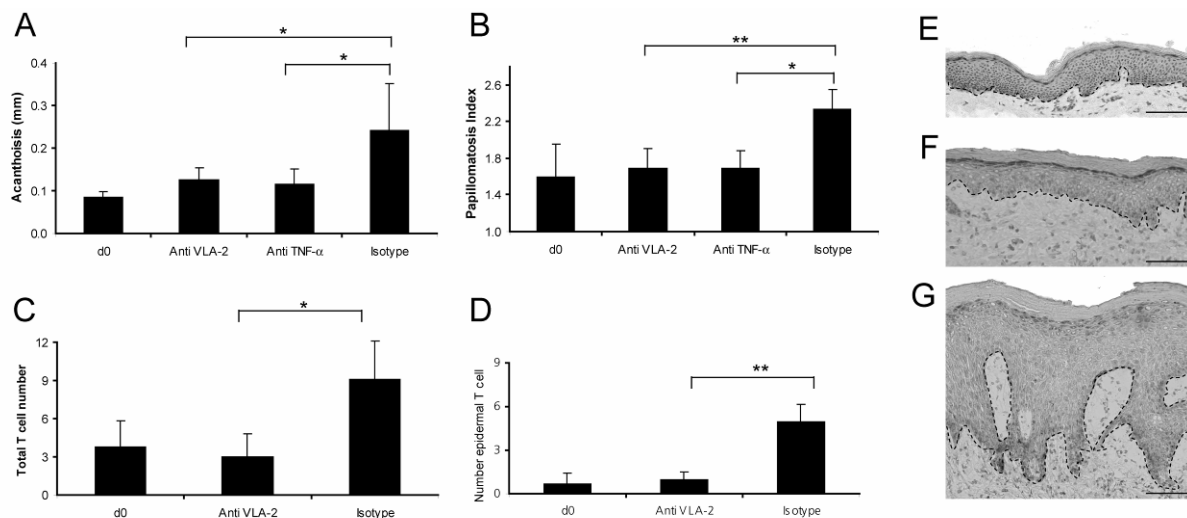 A
Acanthoisis (mm)
0.4
0.3
0.2
0.1
0.0
*
*
d0 Anti VLA-2 Anti TNF-α Isotype
B
Papillomatosis Index
2.6
2.2
1.8
1.4
1.0
**
*
d0 Anti VLA-2 Anti TNF-α Isotype
C
Total T cell number
12
9
6
3
0
*
d0 Anti VLA-2 Isotype
D
Number epidermal T cell
9
6
3
0
**
d0 Anti VLA-2 Isotype
E
F
G